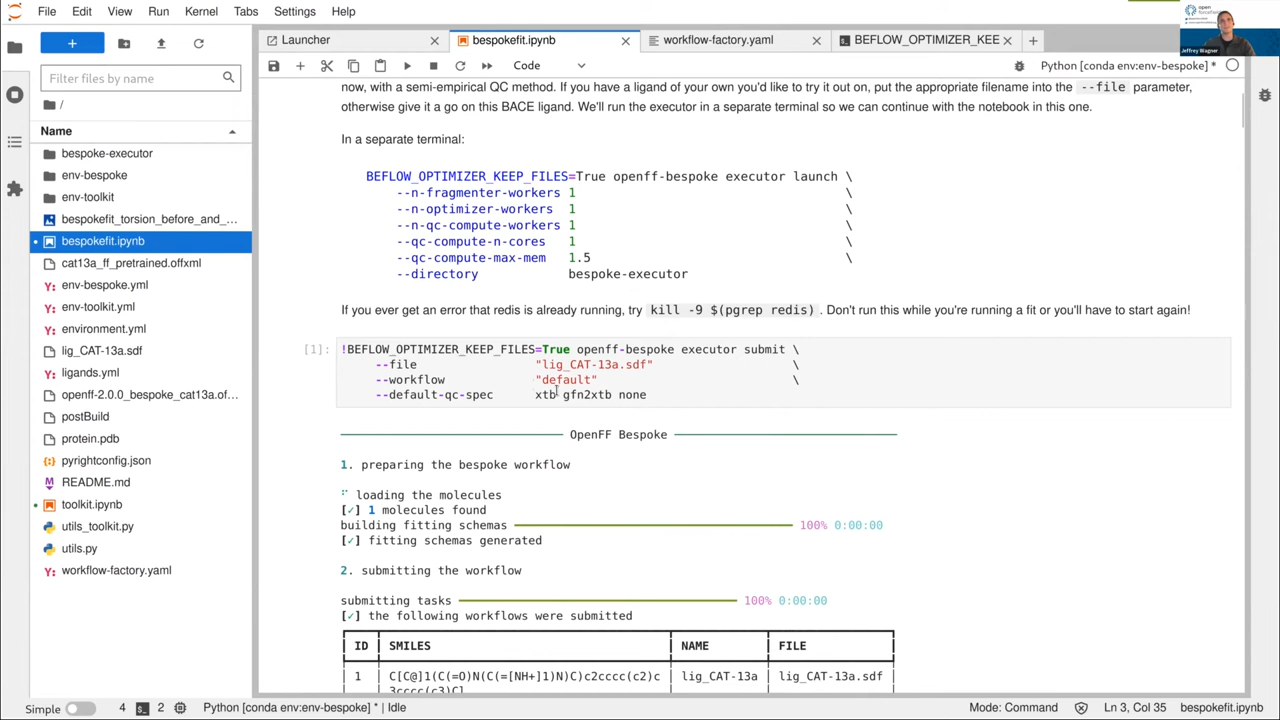 File Edit View Run Kernel Tabs Settings Help
open
Jeffrey Wagner
Launcher
bespokefit.ipynb
workflow-factory.yaml
BEFLOW_OPTIMIZER_KEE
Filter files by name
Code
Python [conda env:env-bespoke] *
/
Name
bespoke-executor
env-bespoke
env-toolkit
bespokefit_torsion_before_and_…
bespokefit.ipynb
cat13a_ff_pretrained.offxml
bespoke.yml
env-toolkit.yml
environment.yml
lig_CAT-13a.sdf
ligands.yml
openff-2.0.0_bespoke_cat13a.of…
postBuild
protein.pdb
pyrightconfig.json
README.md
toolkit.ipynb
utils_toolkit.py
utils.py
workflow-factory.yaml
now, with a semi-empirical QC method. If you have a ligand of your own you'd like to try it out on, put the appropriate filename into the --file parameter,
otherwise give it a go on this BACE ligand. We'll run the executor in a separate terminal so we can continue with the notebook in this one.
In a separate terminal:
BEFLOW_OPTIMIZER_KEEP_FILES=True openff-bespoke executor launch \
--n-fragmenter-workers 1 \
--n-optimizer-workers 1 \
--n-qc-compute-workers 1 \
--qc-compute-n-cores 1 \
--qc-compute-max-mem 1.5 \
--directory bespoke-executor
If you ever get an error that redis is already running, try kill -9 $(pgrep redis) . Don't run this while you're running a fit or you'll have to start again!
[1]: !BEFLOW_OPTIMIZER_KEEP_FILES=True openff-bespoke executor submit \
--file "lig_CAT-13a.sdf" \
--workflow "default" \
--default-qc-spec xtb gfn2xtb none
OpenFF Bespoke
1. preparing the bespoke workflow
loading the molecules
[✓] 1 molecules found
building fitting schemas 100% 0:00:00
[✓] fitting schemas generated
2. submitting the workflow
submitting tasks 100% 0:00:00
[✓] the following workflows were submitted
ID SMILES NAME FILE
1 C[C@]1(C(=O)N(C(=[NH+]1)N)C)c2cccc(c2)c lig_CAT-13a lig_CAT-13a.sdf
3cccc(c3)Cl
Simple 4 2 Python [conda env:env-bespoke] * | Idle Mode: Command Ln 3, Col 35 bespokefit.ipynb